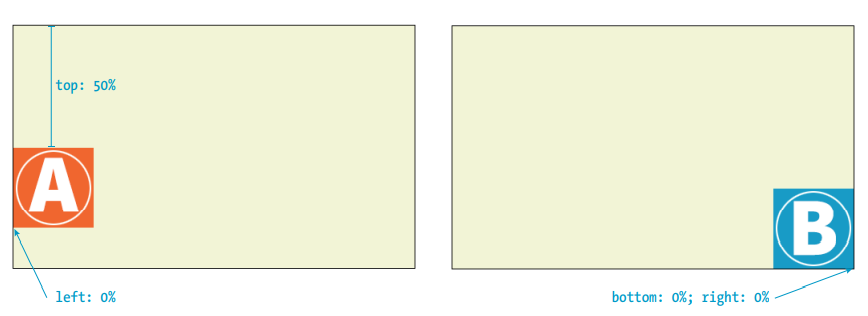 top: 50%
A
left: 0%
B
bottom: 0%; right: 0%